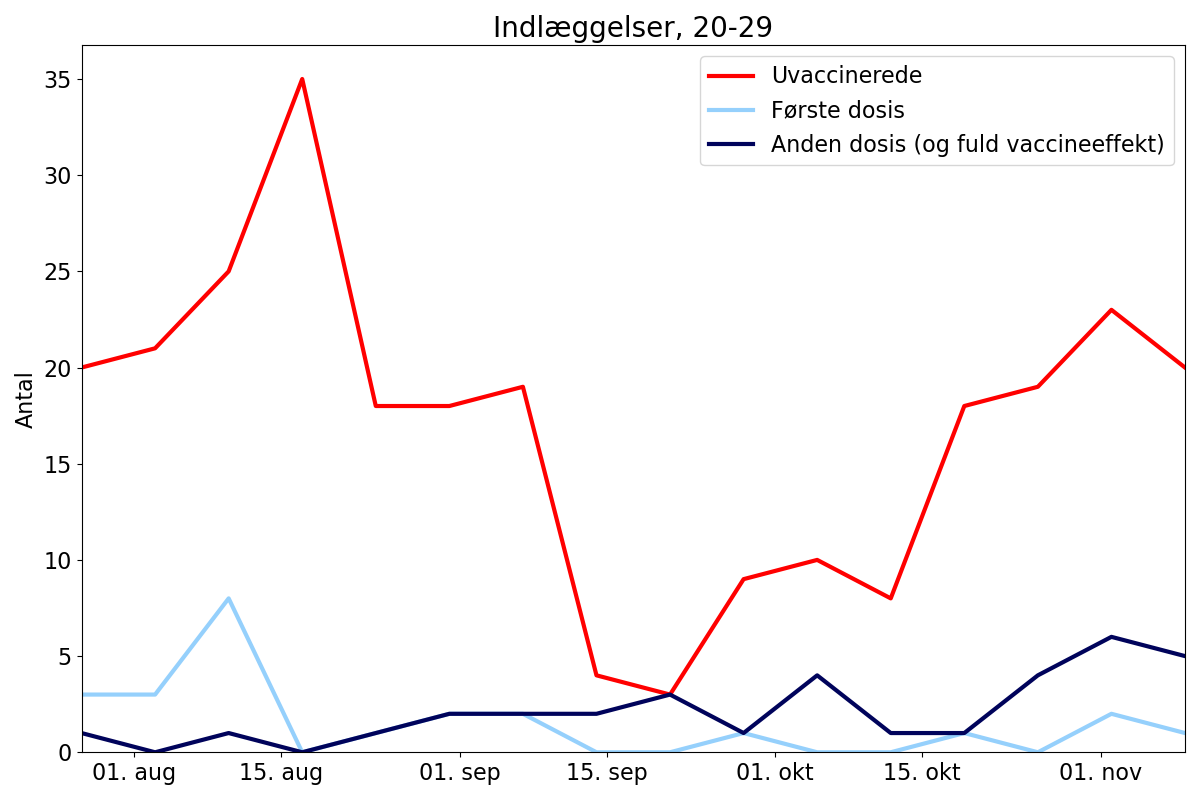 Indlæggelser, 20-29
Uvaccinerede
Første dosis
Anden dosis (og fuld vaccineeffekt)
Antal
35
30
25
20
15
10
5
0
01. aug 15. aug 01. sep 15. sep 01. okt 15. okt 01. nov